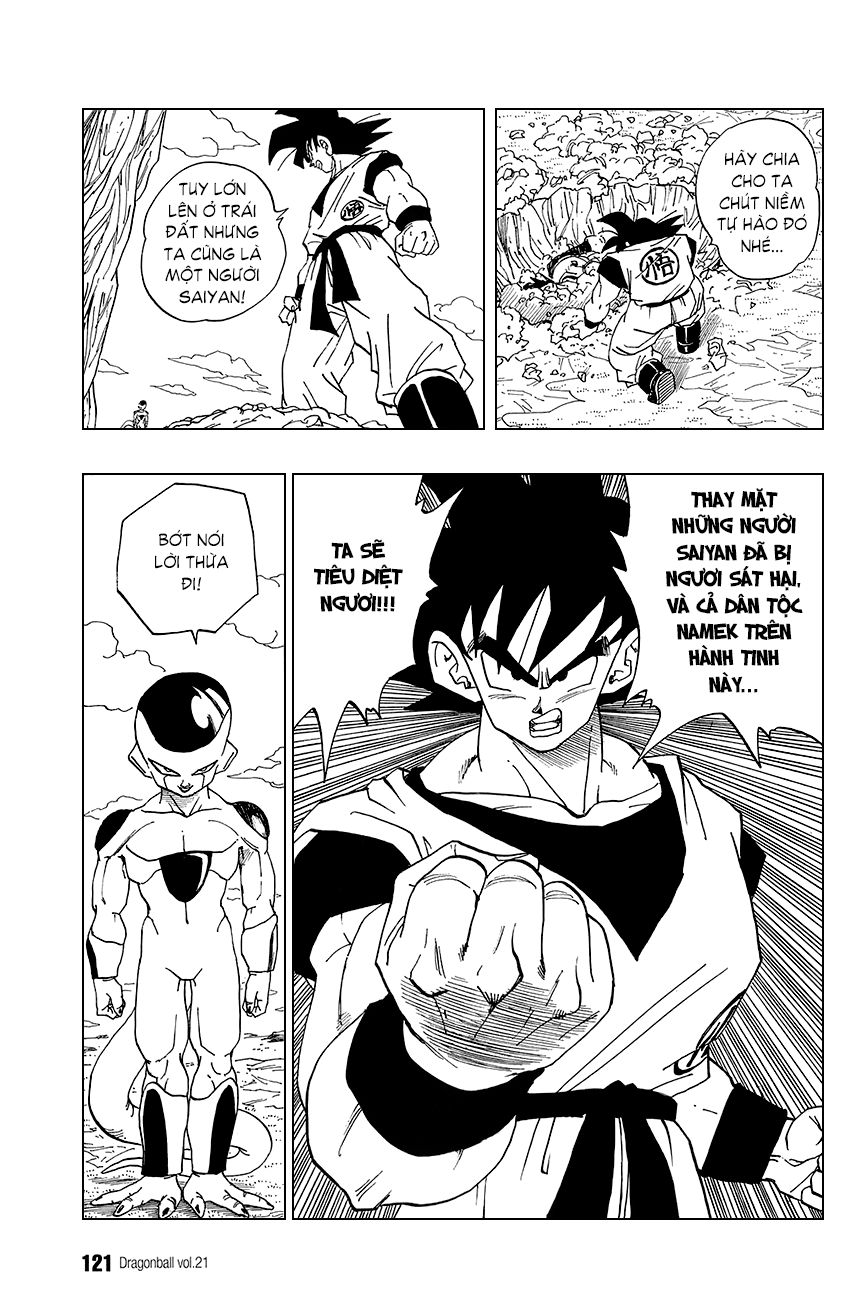 HÃY CHIA
CHO TA
CHÚT NIỀM
TỰ HÀO ĐÓ
NHÉ...
TUY LỚN
LÊN Ở TRÁI
ĐẤT NHƯNG
TA CŨNG LÀ
MỘT NGƯỜI
SAIYAN!
THAY MẶT
NHỮNG NGƯỜI
SAIYAN ĐÃ BỊ
NGƯƠI SÁT HẠI,
VÀ CẢ DÂN TỘC
NAMEK TRÊN
HÀNH TINH
NÀY...
TA SẼ
TIÊU DIỆT
NGƯƠI!!!
BỚT NÓI
LỜI THỪA
ĐI!
悟
121 Dragonball vol.21